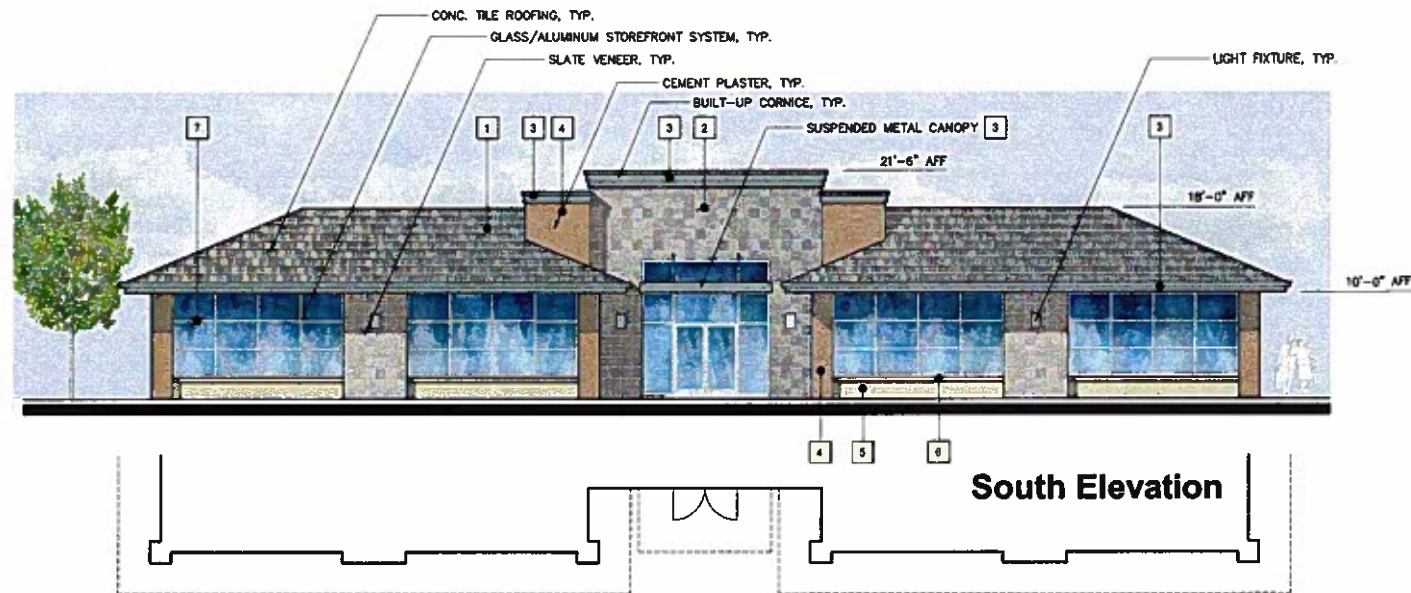 CONC. TILE ROOFING, TYP.
GLASS/ALUMINUM STOREFRONT SYSTEM, TYP.
SLATE VENEER, TYP.
LIGHT FIXTURE, TYP.
CEMENT PLASTER, TYP.
BUILT-UP CORNICE, TYP.
7 1 3 4 3 2 SUSPENDED METAL CANOPY 3 3
21'-6" AFF
18'-0" AFF
10'-0" AFF
4 5 6
South Elevation